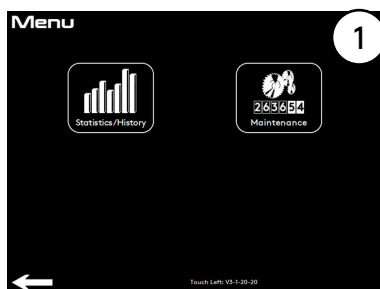 Menu
1
Statistics/History
263654
Maintenance
Touch Left: V3-1-20-20